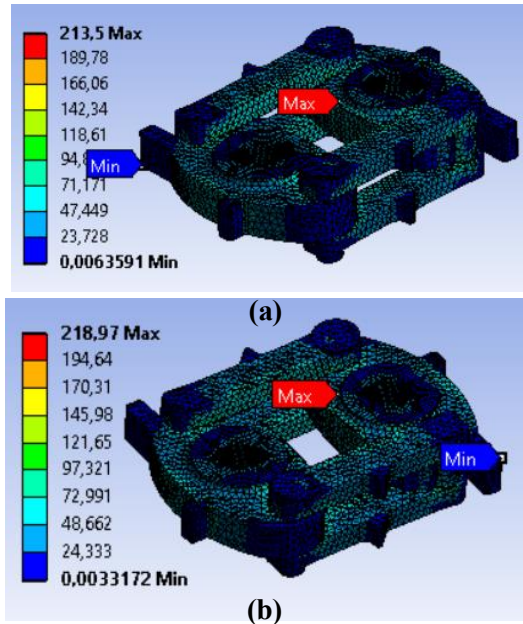 213,5 Max
189,78
166,06
Max
142,34
118,61
94,
Min
71,171
47,449
23,728
0,0063591 Min
(a)
218,97 Max
194,64
170,31
Max
145,98
121,65
97,321
Min
72,991
48,662
24,333
0,0033172 Min
(b)